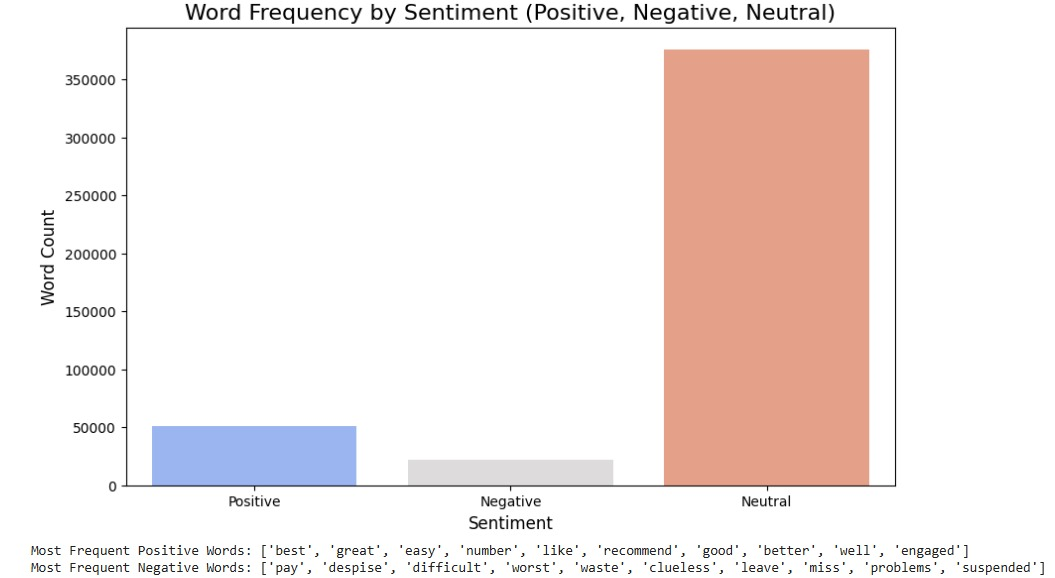 Word Frequency by Sentiment (Positive, Negative, Neutral)
350000
300000
250000
200000
150000
100000
50000
0
Word Count
Positive
Negative
Neutral
Sentiment
Most Frequent Positive Words: ['best', 'great', 'easy', 'number', 'like', 'recommend', 'good', 'better', 'well', 'engaged']
Most Frequent Negative Words: ['pay', 'despise', 'difficult', 'worst', 'waste', 'clueless', 'leave', 'miss', 'problems', 'suspended']